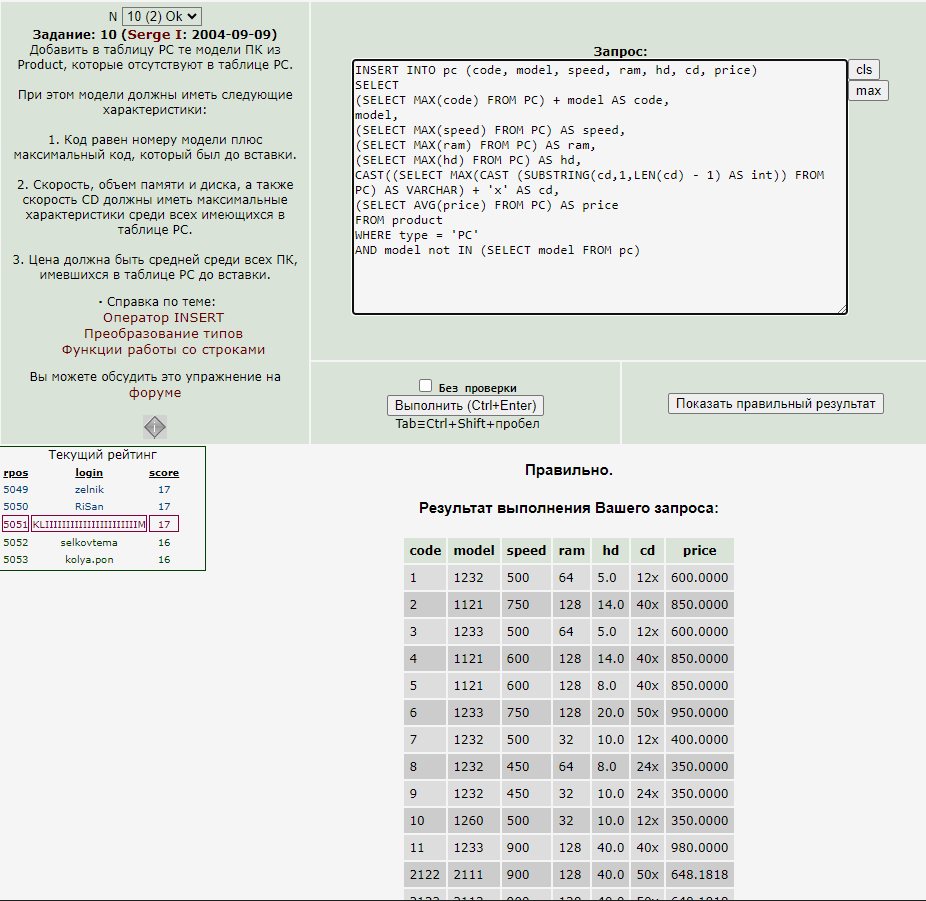 N 10 (2) Ok
Задание: 10 (Serge I: 2004-09-09)
Добавить в таблицу PC те модели ПК из
Product, которые отсутствуют в таблице PC.
При этом модели должны иметь следующие
характеристики:
1. Код равен номеру модели плюс
максимальный код, который был до вставки.
2. Скорость, объем памяти и диска, а также
скорость CD должны иметь максимальные
характеристики среди всех имеющихся в
таблице PC.
3. Цена должна быть средней среди всех ПК,
имевшихся в таблице PC до вставки.
· Справка по теме:
Оператор INSERT
Преобразование типов
Функции работы со строками
Вы можете обсудить это упражнение на
форуме
Запрос:
INSERT INTO pc (code, model, speed, ram, hd, cd, price)
SELECT
(SELECT MAX(code) FROM PC) + model AS code,
model,
(SELECT MAX(speed) FROM PC) AS speed,
(SELECT MAX(ram) FROM PC) AS ram,
(SELECT MAX(hd) FROM PC) AS hd,
CAST((SELECT MAX(CAST (SUBSTRING(cd,1,LEN(cd) - 1) AS int)) FROM
PC) AS VARCHAR) + 'x' AS cd,
(SELECT AVG(price) FROM PC) AS price
FROM product
WHERE type = 'PC'
AND model not IN (SELECT model FROM pc)
cls
max
Без проверки
Выполнить (Ctrl+Enter)
Tab≡Ctrl+Shift+пробел
Показать правильный результат
Текущий рейтинг
rpos login score
5049 zelnik 17
5050 RiSan 17
5051 KLIIIIIIIIIIIIIIIIIIIIIM 17
5052 selkovtema 16
5053 kolya.pon 16
Правильно.
Результат выполнения Вашего запроса:
code model speed ram hd cd price
1 1232 500 64 5.0 12x 600.0000
2 1121 750 128 14.0 40x 850.0000
3 1233 500 64 5.0 12x 600.0000
4 1121 600 128 14.0 40x 850.0000
5 1121 600 128 8.0 40x 850.0000
6 1233 750 128 20.0 50x 950.0000
7 1232 500 32 10.0 12x 400.0000
8 1232 450 64 8.0 24x 350.0000
9 1232 450 32 10.0 24x 350.0000
10 1260 500 32 10.0 12x 350.0000
11 1233 900 128 40.0 40x 980.0000
2122 2111 900 128 40.0 50x 648.1818